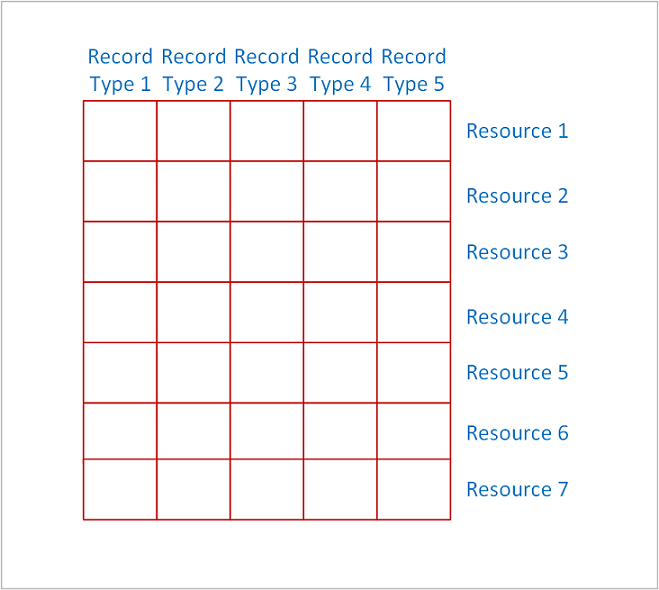 Record Record Record Record Record
Type 1 Type 2 Type 3 Type 4 Type 5
Resource 1
Resource 2
Resource 3
Resource 4
Resource 5
Resource 6
Resource 7